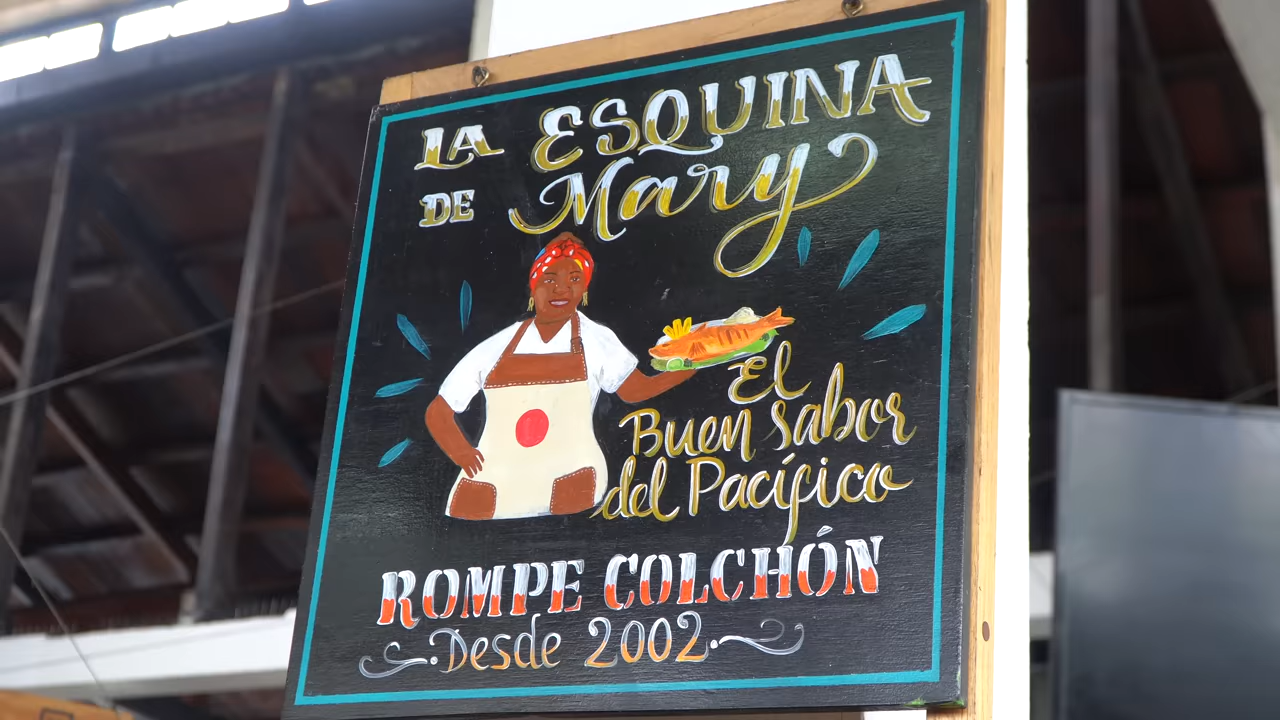 LA ESQUINA
DE Mary
El
Buen sabor
del Pacífico
ROMPE COLCHÓN
Desde 2002